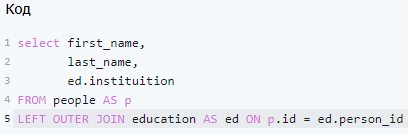 Код
1 select first_name,
2 last_name,
3 ed.instituition
4 FROM people AS p
5 LEFT OUTER JOIN education AS ed ON p.id = ed.person_id